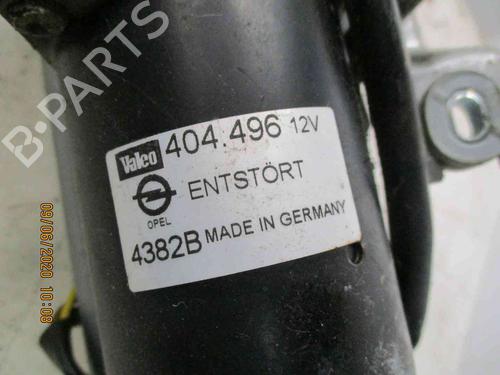 B-PARTS
Valeo 404.496 12V
ENTSTÖRT
OPEL
4382B MADE IN GERMANY
09/06/2020 10:08